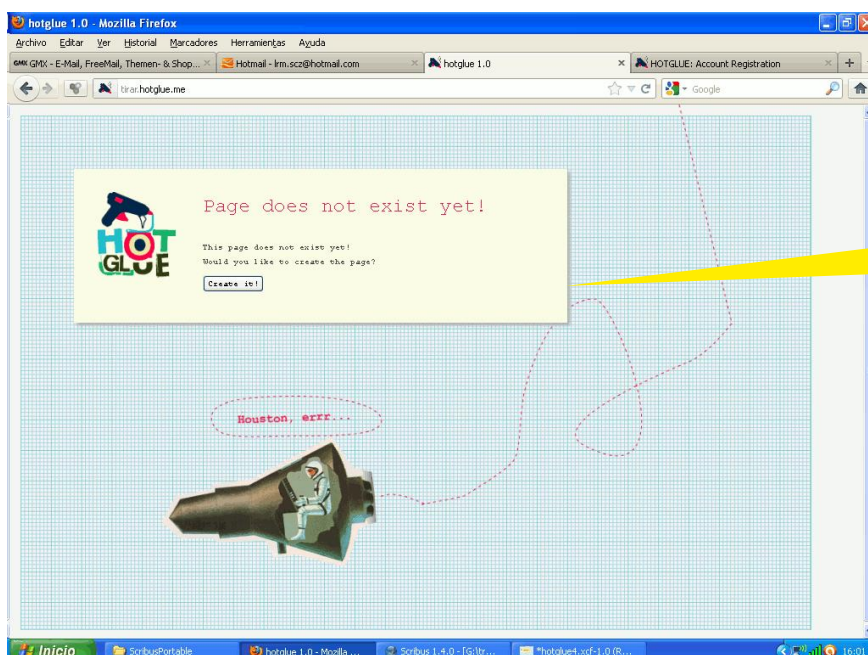 hotglue 1.0 - Mozilla Firefox
Archivo Editar Ver Historial Marcadores Herramientas Ayuda
GMX GMX - E-Mail, FreeMail, Themen- & Shop...
Hotmail - lrm.scz@hotmail.com
hotglue 1.0
HOTGLUE: Account Registration
tirar.hotglue.me
Google
HOT
GLUE
Page does not exist yet!
This page does not exist yet!
Would you like to create the page?
Create it!
Houston, errr...
Inicio
ScribusPortable
hotglue 1.0 - Mozilla ...
Scribus 1.4.0 - [G:\tr...
*hotglue4.xcf-1.0 (R...
16:01